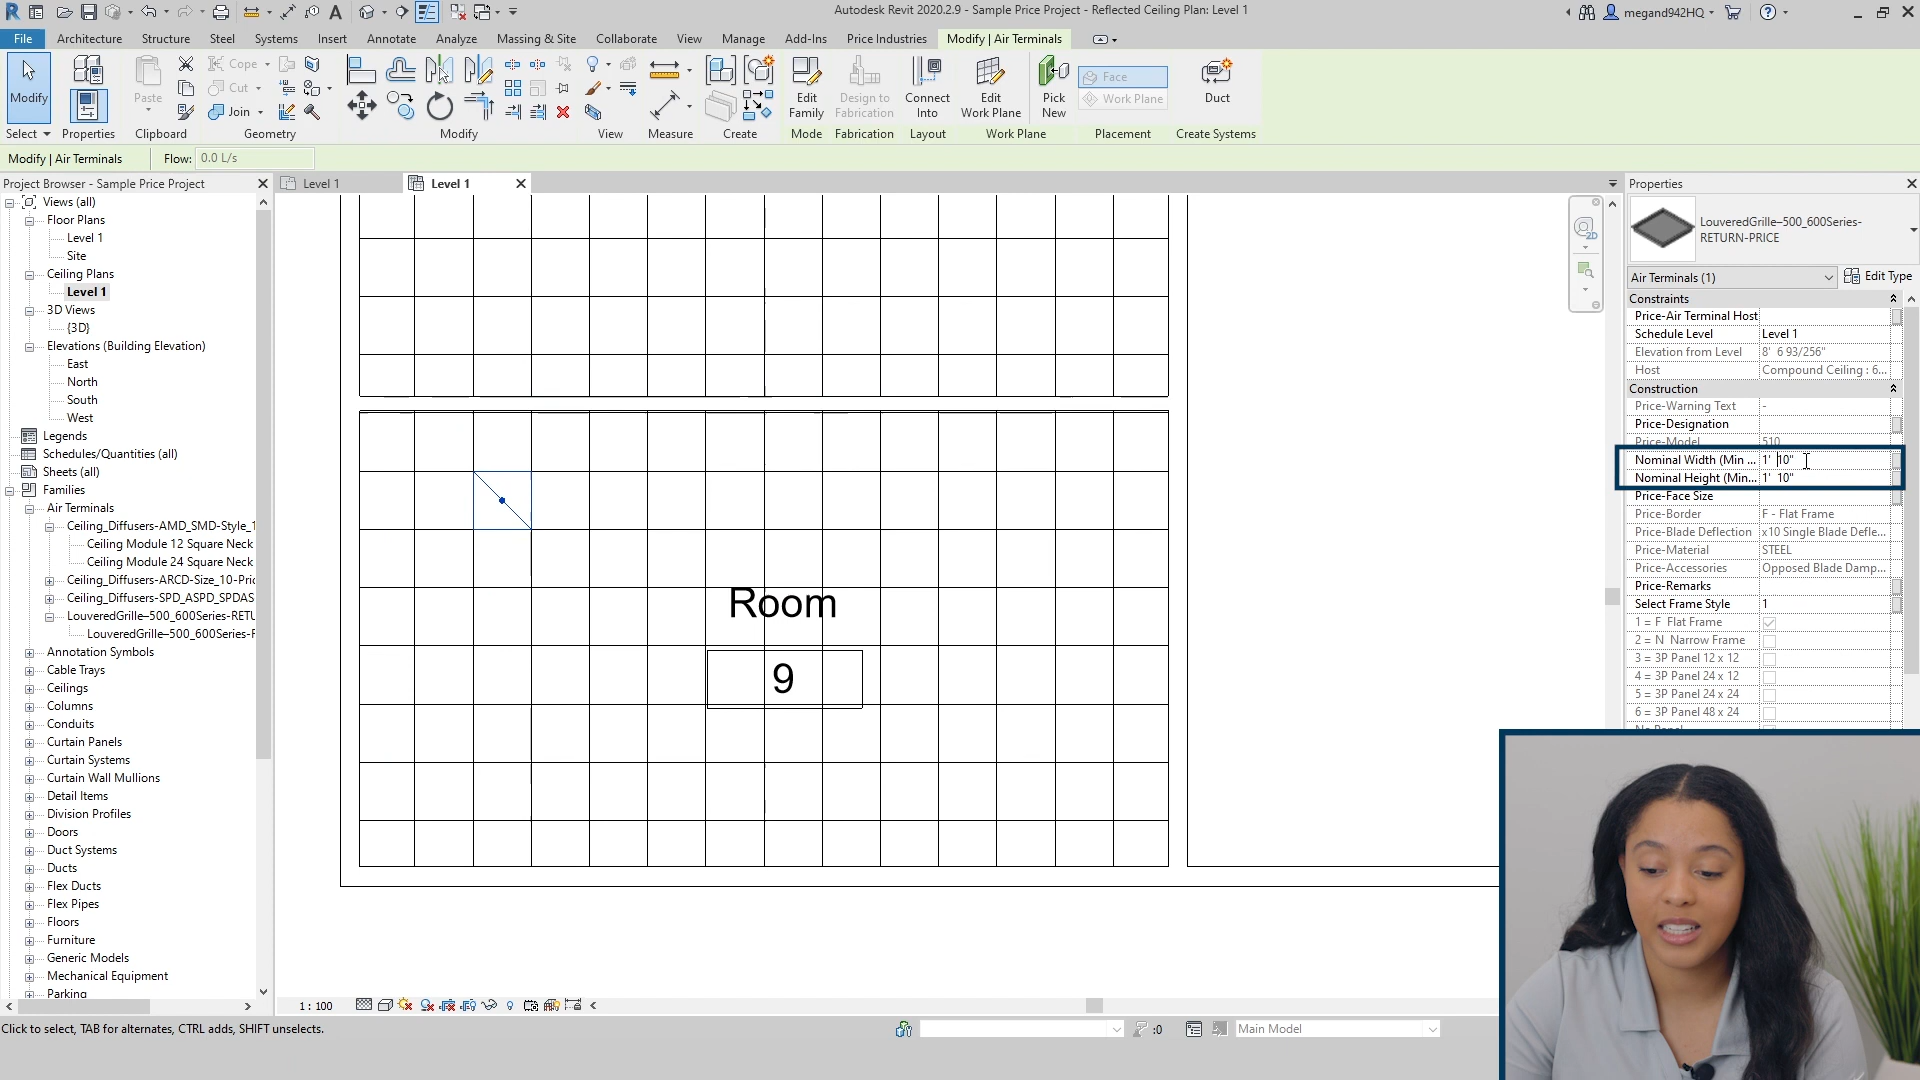 Autodesk Revit 2020.2.9 - Sample Price Project - Reflected Ceiling Plan: Level 1
megand942HQ
File
Architecture
Structure
Steel
Systems
Insert
Annotate
Analyze
Massing & Site
Collaborate
View
Manage
Add-Ins
Price Industries
Modify | Air Terminals
Modify
Paste
Cope
Cut
Join
Edit Family
Design to Fabrication
Connect Into
Edit Work Plane
Pick New
Face
Work Plane
Duct
Select
Properties
Clipboard
Geometry
Modify
View
Measure
Create
Mode
Fabrication
Layout
Work Plane
Placement
Create Systems
Modify | Air Terminals
Flow:
0.0 L/s
Project Browser - Sample Price Project
Views (all)
Floor Plans
Level 1
Site
Ceiling Plans
Level 1
3D Views
{3D}
Elevations (Building Elevation)
East
North
South
West
Legends
Schedules/Quantities (all)
Sheets (all)
Families
Air Terminals
Ceiling_Diffusers-AMD_SMD-Style_1
Ceiling Module 12 Square Neck
Ceiling Module 24 Square Neck
Ceiling_Diffusers-ARCD-Size_10-Pric
Ceiling_Diffusers-SPD_ASPD_SPDAS
LouveredGrille–500_600Series-RETU
LouveredGrille–500_600Series-F
Annotation Symbols
Cable Trays
Ceilings
Columns
Conduits
Curtain Panels
Curtain Systems
Curtain Wall Mullions
Detail Items
Division Profiles
Doors
Duct Systems
Ducts
Flex Ducts
Flex Pipes
Floors
Furniture
Generic Models
Mechanical Equipment
Parking
Level 1
Level 1
Room
9
2D
1 : 100
Properties
LouveredGrille–500_600Series-
RETURN-PRICE
Air Terminals (1)
Edit Type
Constraints
Price-Air Terminal Host
Schedule Level Level 1
Elevation from Level 8' 6 93/256"
Host Compound Ceiling : 6...
Construction
Price-Warning Text -
Price-Designation
Price-Model 510
Nominal Width (Min ... 1' 10"
Nominal Height (Min... 1' 10"
Price-Face Size
Price-Border F - Flat Frame
Price-Blade Deflection x10 Single Blade Defle...
Price-Material STEEL
Price-Accessories Opposed Blade Damp...
Price-Remarks
Select Frame Style 1
1 = F Flat Frame
2 = N Narrow Frame
3 = 3P Panel 12 x 12
4 = 3P Panel 24 x 12
5 = 3P Panel 24 x 24
6 = 3P Panel 48 x 24
Click to select, TAB for alternates, CTRL adds, SHIFT unselects.
:0
Main Model